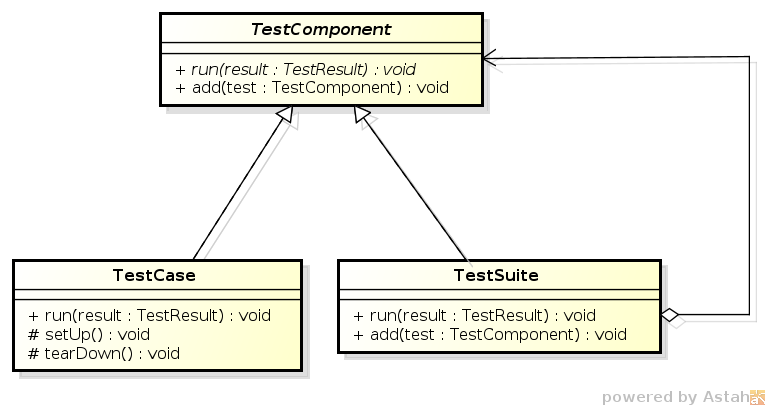 TestComponent
+ run(result : TestResult) : void
+ add(test : TestComponent) : void
TestCase
+ run(result : TestResult) : void
# setUp() : void
# tearDown() : void
TestSuite
+ run(result : TestResult) : void
+ add(test : TestComponent) : void
powered by Astah